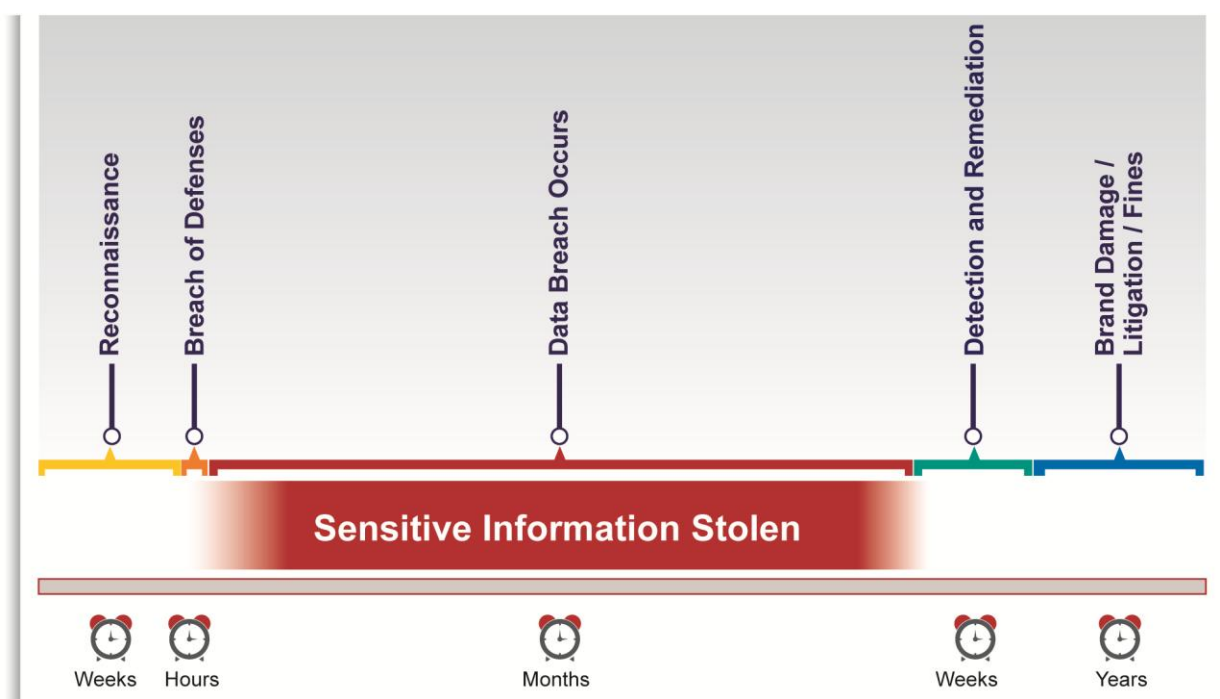 Reconnaissance
Breach of Defenses
Data Breach Occurs
Detection and Remediation
Brand Damage /
Litigation / Fines
Sensitive Information Stolen
Weeks
Hours
Months
Weeks
Years